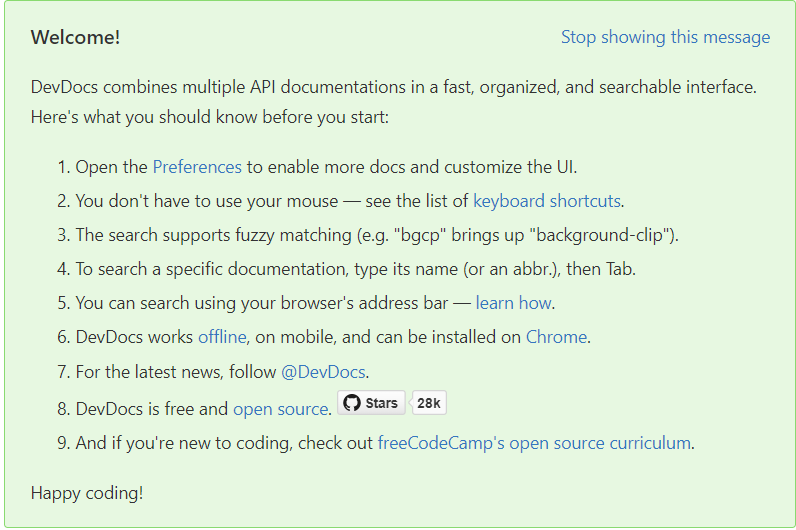 Welcome!
Stop showing this message
DevDocs combines multiple API documentations in a fast, organized, and searchable interface.
Here's what you should know before you start:
1. Open the Preferences to enable more docs and customize the UI.
2. You don't have to use your mouse — see the list of keyboard shortcuts.
3. The search supports fuzzy matching (e.g. "bgcp" brings up "background-clip").
4. To search a specific documentation, type its name (or an abbr.), then Tab.
5. You can search using your browser's address bar — learn how.
6. DevDocs works offline, on mobile, and can be installed on Chrome.
7. For the latest news, follow @DevDocs.
8. DevDocs is free and open source. Stars 28k
9. And if you're new to coding, check out freeCodeCamp's open source curriculum.
Happy coding!